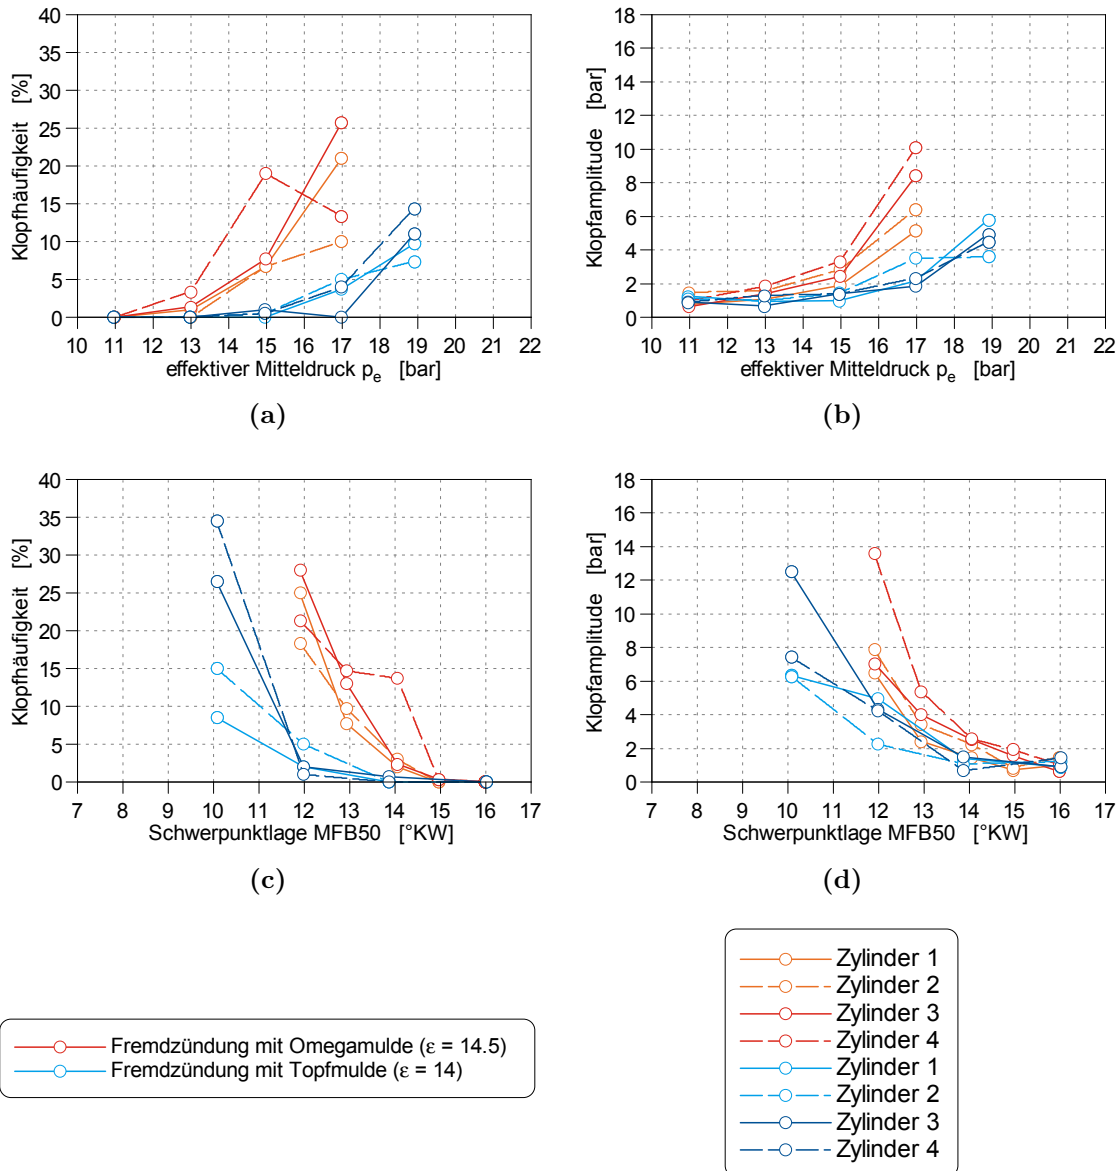 40
35
30
25
20
15
10
5
0
Klopfhäufigkeit [%]
10 11 12 13 14 15 16 17 18 19 20 21 22
effektiver Mitteldruck pe [bar]
(a)
18
16
14
12
10
8
6
4
2
0
Klopfamplitude [bar]
10 11 12 13 14 15 16 17 18 19 20 21 22
effektiver Mitteldruck pe [bar]
(b)
40
35
30
25
20
15
10
5
0
Klopfhäufigkeit [%]
7 8 9 10 11 12 13 14 15 16 17
Schwerpunktlage MFB50 [°KW]
(c)
18
16
14
12
10
8
6
4
2
0
Klopfamplitude [bar]
7 8 9 10 11 12 13 14 15 16 17
Schwerpunktlage MFB50 [°KW]
(d)
Fremdzündung mit Omegamulde (ε = 14.5)
Fremdzündung mit Topfmulde (ε = 14)
Zylinder 1
Zylinder 2
Zylinder 3
Zylinder 4
Zylinder 1
Zylinder 2
Zylinder 3
Zylinder 4